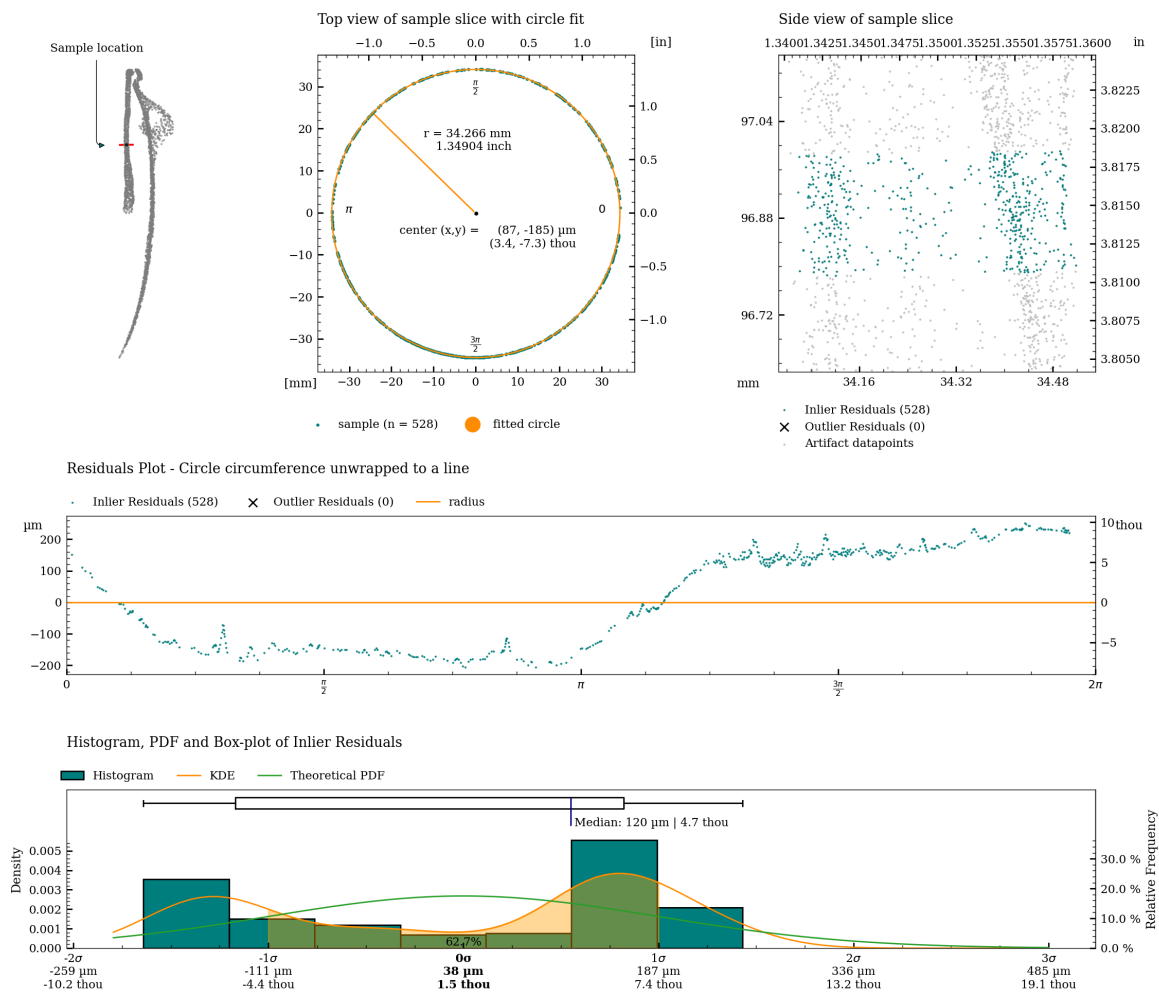 Sample location
Top view of sample slice with circle fit
−1.0 −0.5 0.0 0.5 1.0 [in]
30
20
10
0
−10
−20
−30
1.0
0.5
0.0
−0.5
−1.0
π/2
r = 34.266 mm
1.34904 inch
π
0
center (x,y) = (87, -185) µm
(3.4, -7.3) thou
3π/2
[mm] −30 −20 −10 0 10 20 30
sample (n = 528) fitted circle
Side view of sample slice
1.3400 1.3425 1.3450 1.3475 1.3500 1.3525 1.3550 1.3575 1.3600 in
97.04
96.88
96.72
3.8225
3.8200
3.8175
3.8150
3.8125
3.8100
3.8075
3.8050
mm 34.16 34.32 34.48
Inlier Residuals (528)
Outlier Residuals (0)
Artifact datapoints
Residuals Plot - Circle circumference unwrapped to a line
Inlier Residuals (528) Outlier Residuals (0) radius
µm
200
100
0
−100
−200
10 thou
5
0
−5
0 π/2 π 3π/2 2π
Histogram, PDF and Box-plot of Inlier Residuals
Histogram KDE Theoretical PDF
Median: 120 µm | 4.7 thou
Density
0.005
0.004
0.003
0.002
0.001
0.000
Relative Frequency
30.0 %
20.0 %
10.0 %
0.0 %
62.7%
-2σ -1σ 0σ 1σ 2σ 3σ
-259 µm -111 µm 38 µm 187 µm 336 µm 485 µm
-10.2 thou -4.4 thou 1.5 thou 7.4 thou 13.2 thou 19.1 thou